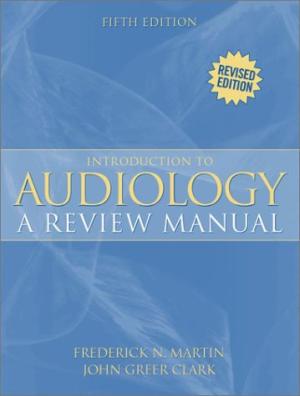 FIFTH EDITION
REVISED
EDITION
INTRODUCTION TO
AUDIOLOGY
A REVIEW MANUAL
FREDERICK N. MARTIN
JOHN GREER CLARK